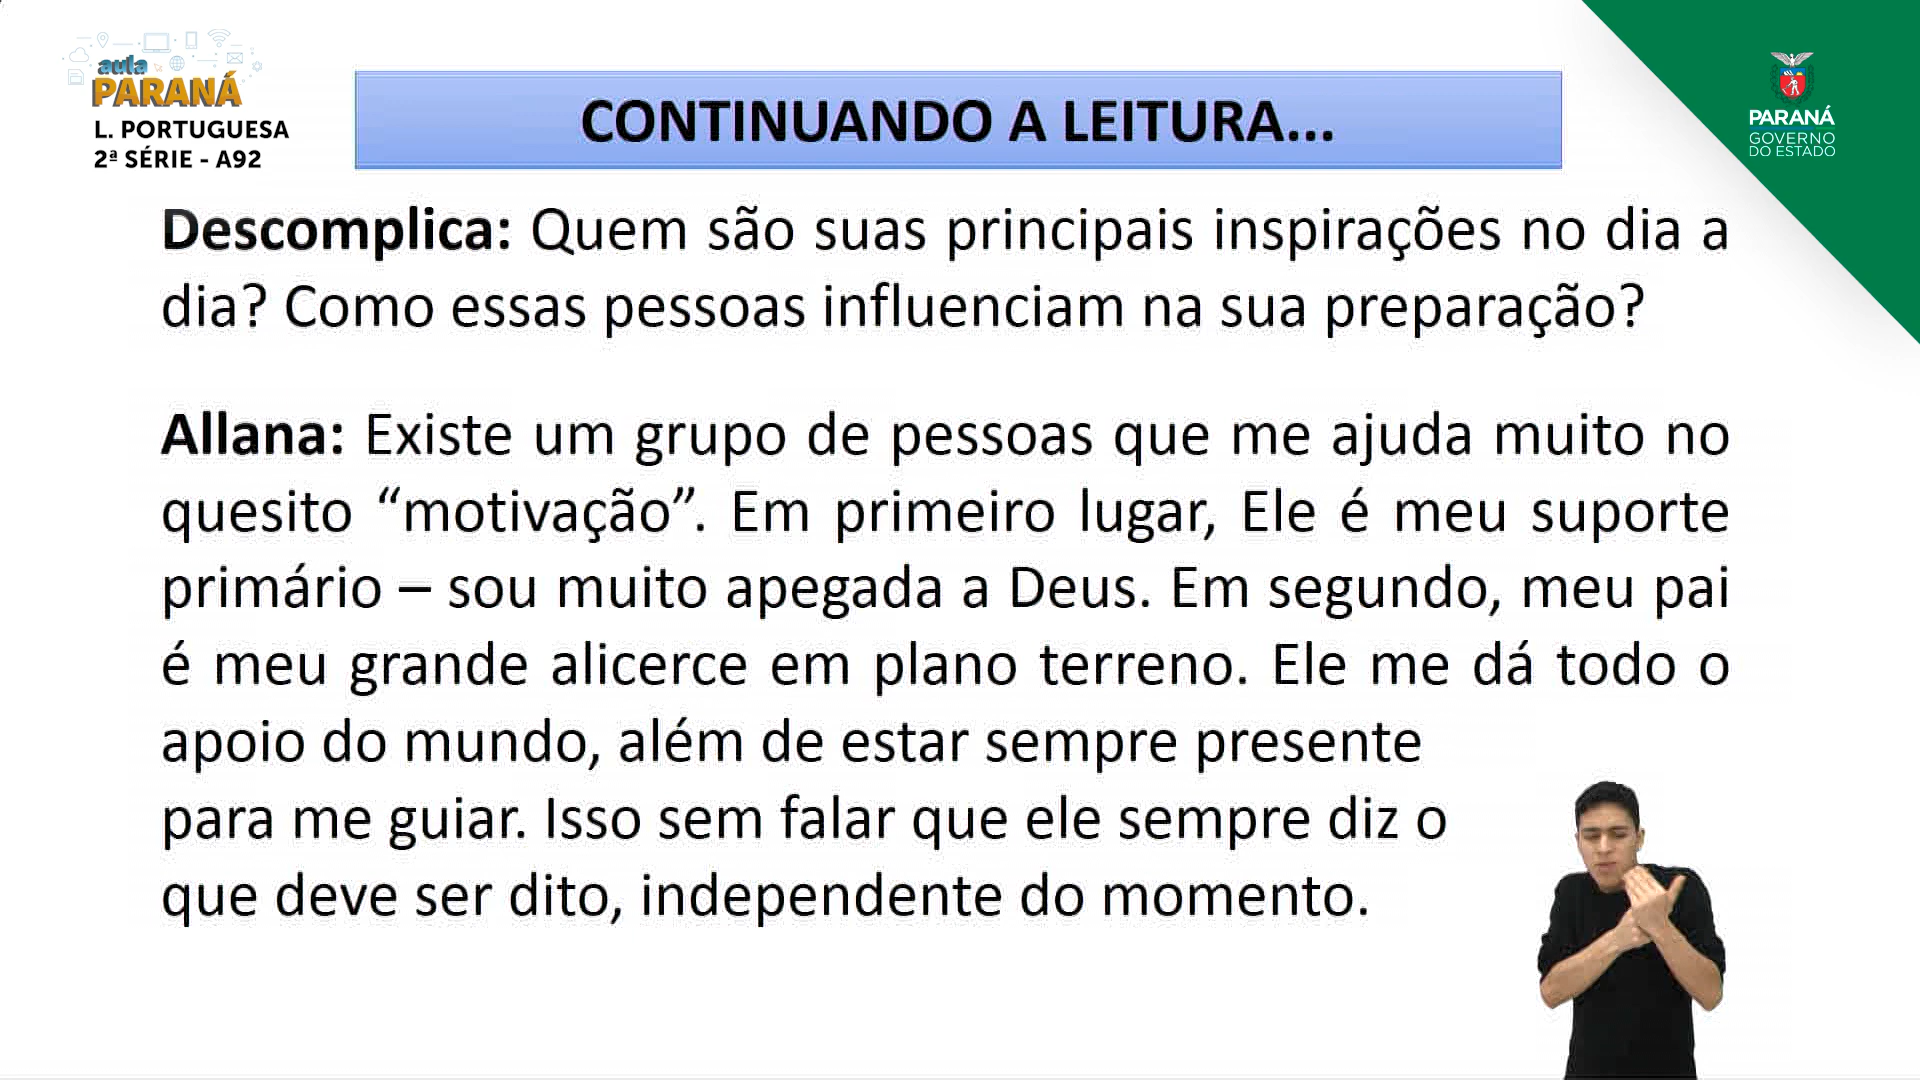 aula
PARANÁ
L. PORTUGUESA
2ª SÉRIE - A92
CONTINUANDO A LEITURA...
PARANÁ
GOVERNO
DO ESTADO
Descomplica: Quem são suas principais inspirações no dia a
dia? Como essas pessoas influenciam na sua preparação?
Allana: Existe um grupo de pessoas que me ajuda muito no
quesito “motivação”. Em primeiro lugar, Ele é meu suporte
primário – sou muito apegada a Deus. Em segundo, meu pai
é meu grande alicerce em plano terreno. Ele me dá todo o
apoio do mundo, além de estar sempre presente
para me guiar. Isso sem falar que ele sempre diz o
que deve ser dito, independente do momento.